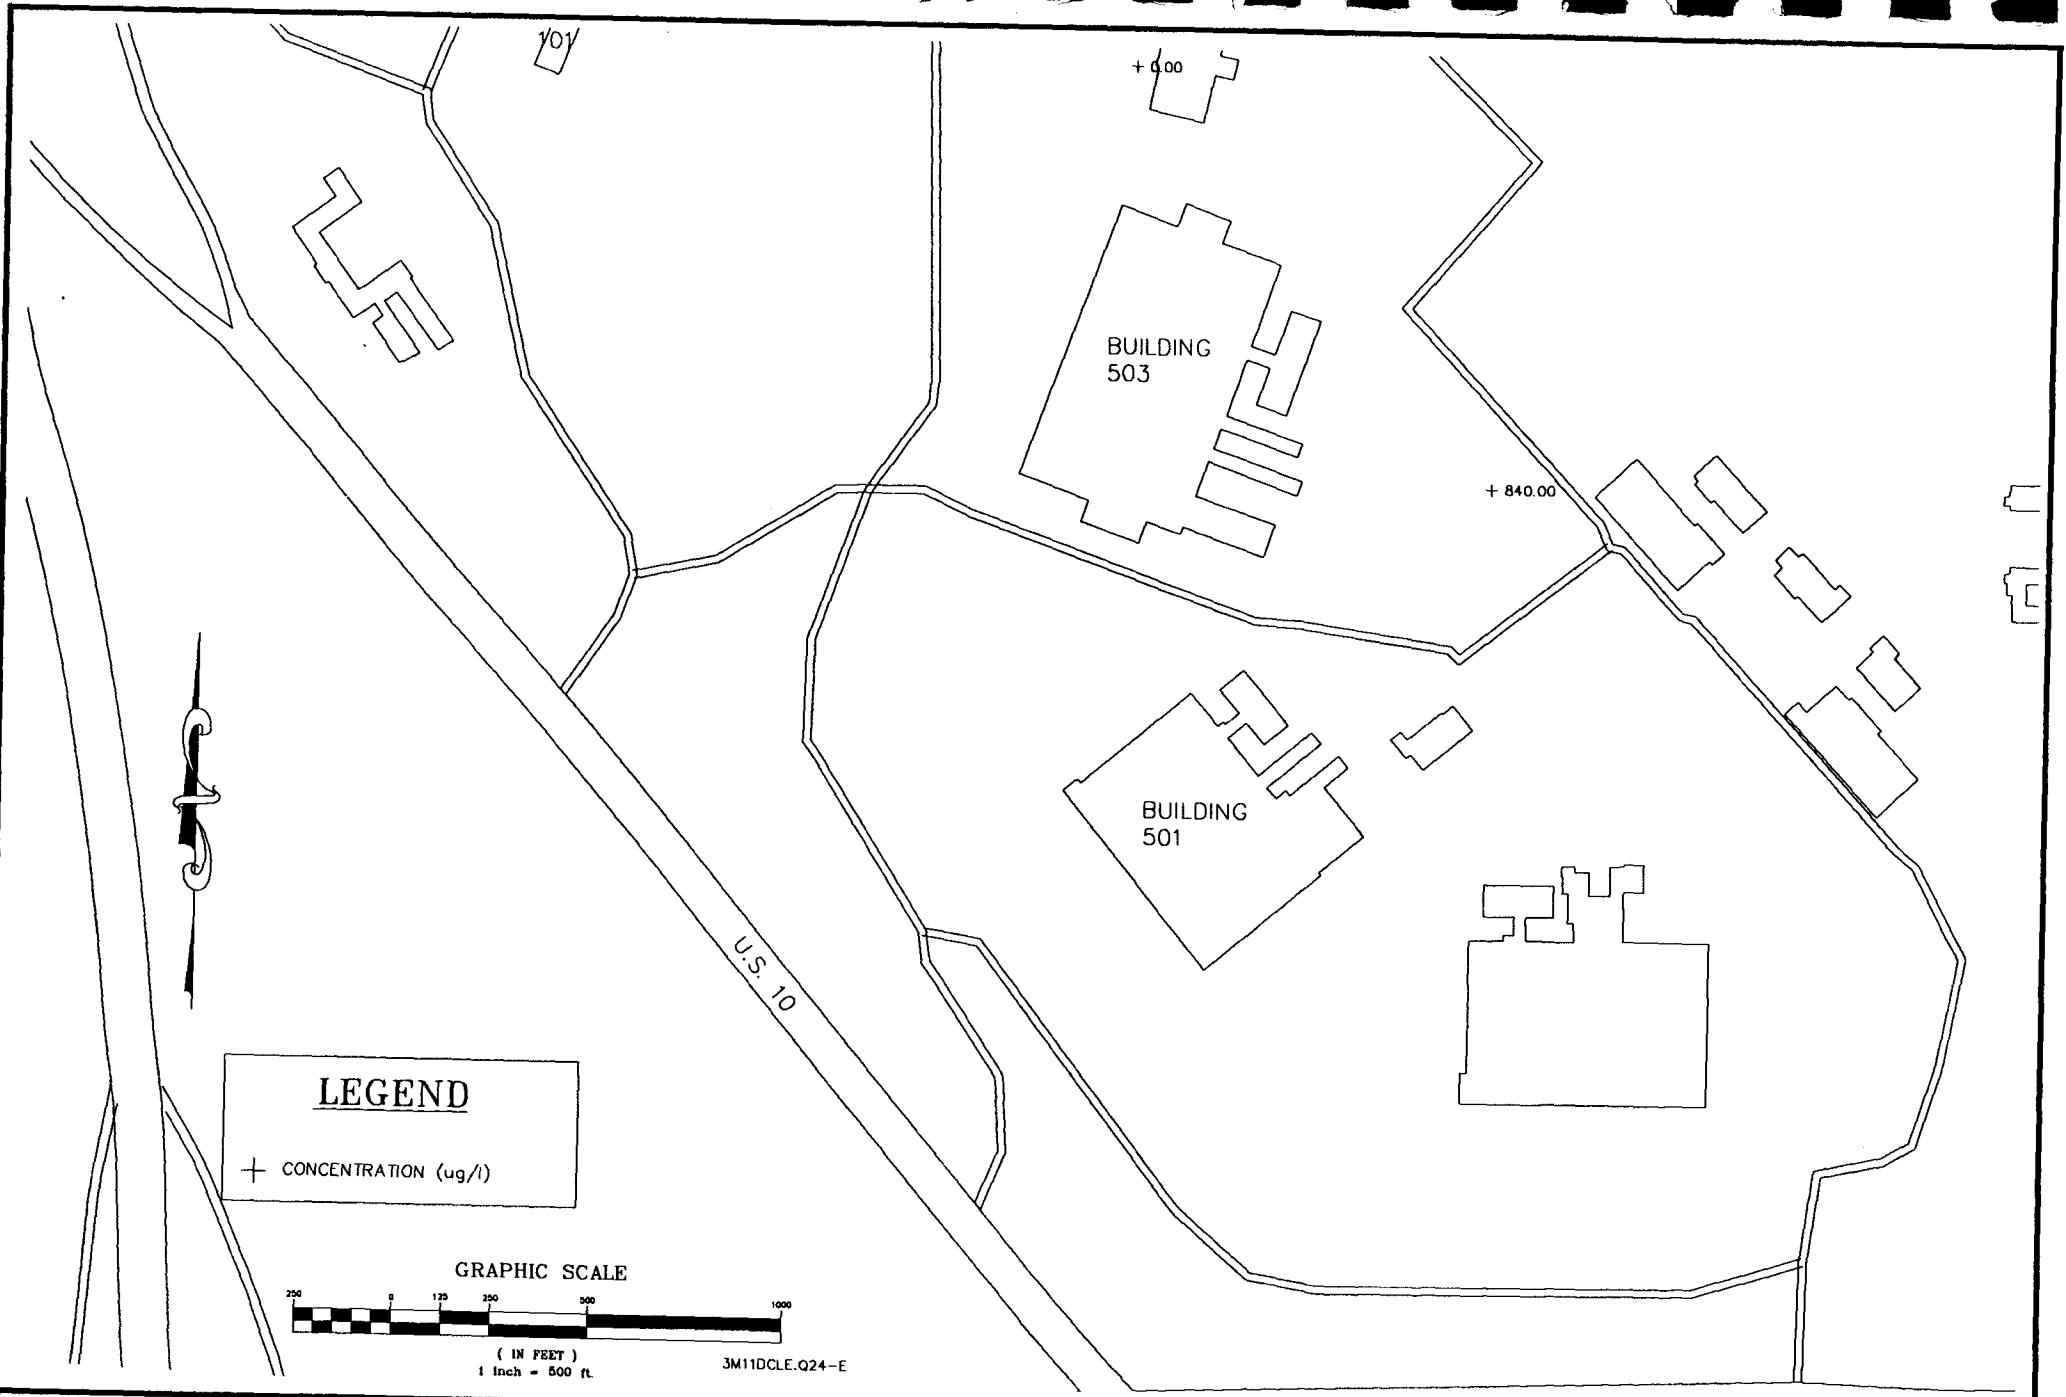 101
+ 0.00
BUILDING
503
+ 840.00
BUILDING
501
U.S. 10
LEGEND
+ CONCENTRATION (ug/l)
GRAPHIC SCALE
250 0 125 250 500 1000
( IN FEET )
1 inch = 500 ft.
3M11DCLE.Q24-E